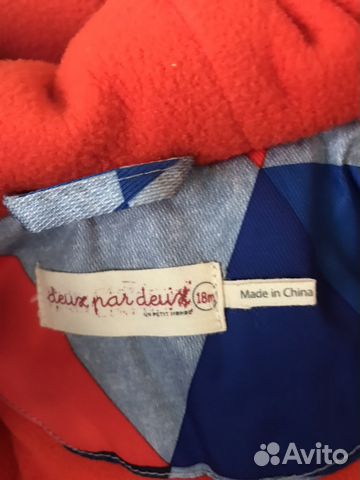 deux par deux
18m
Made in China
Avito